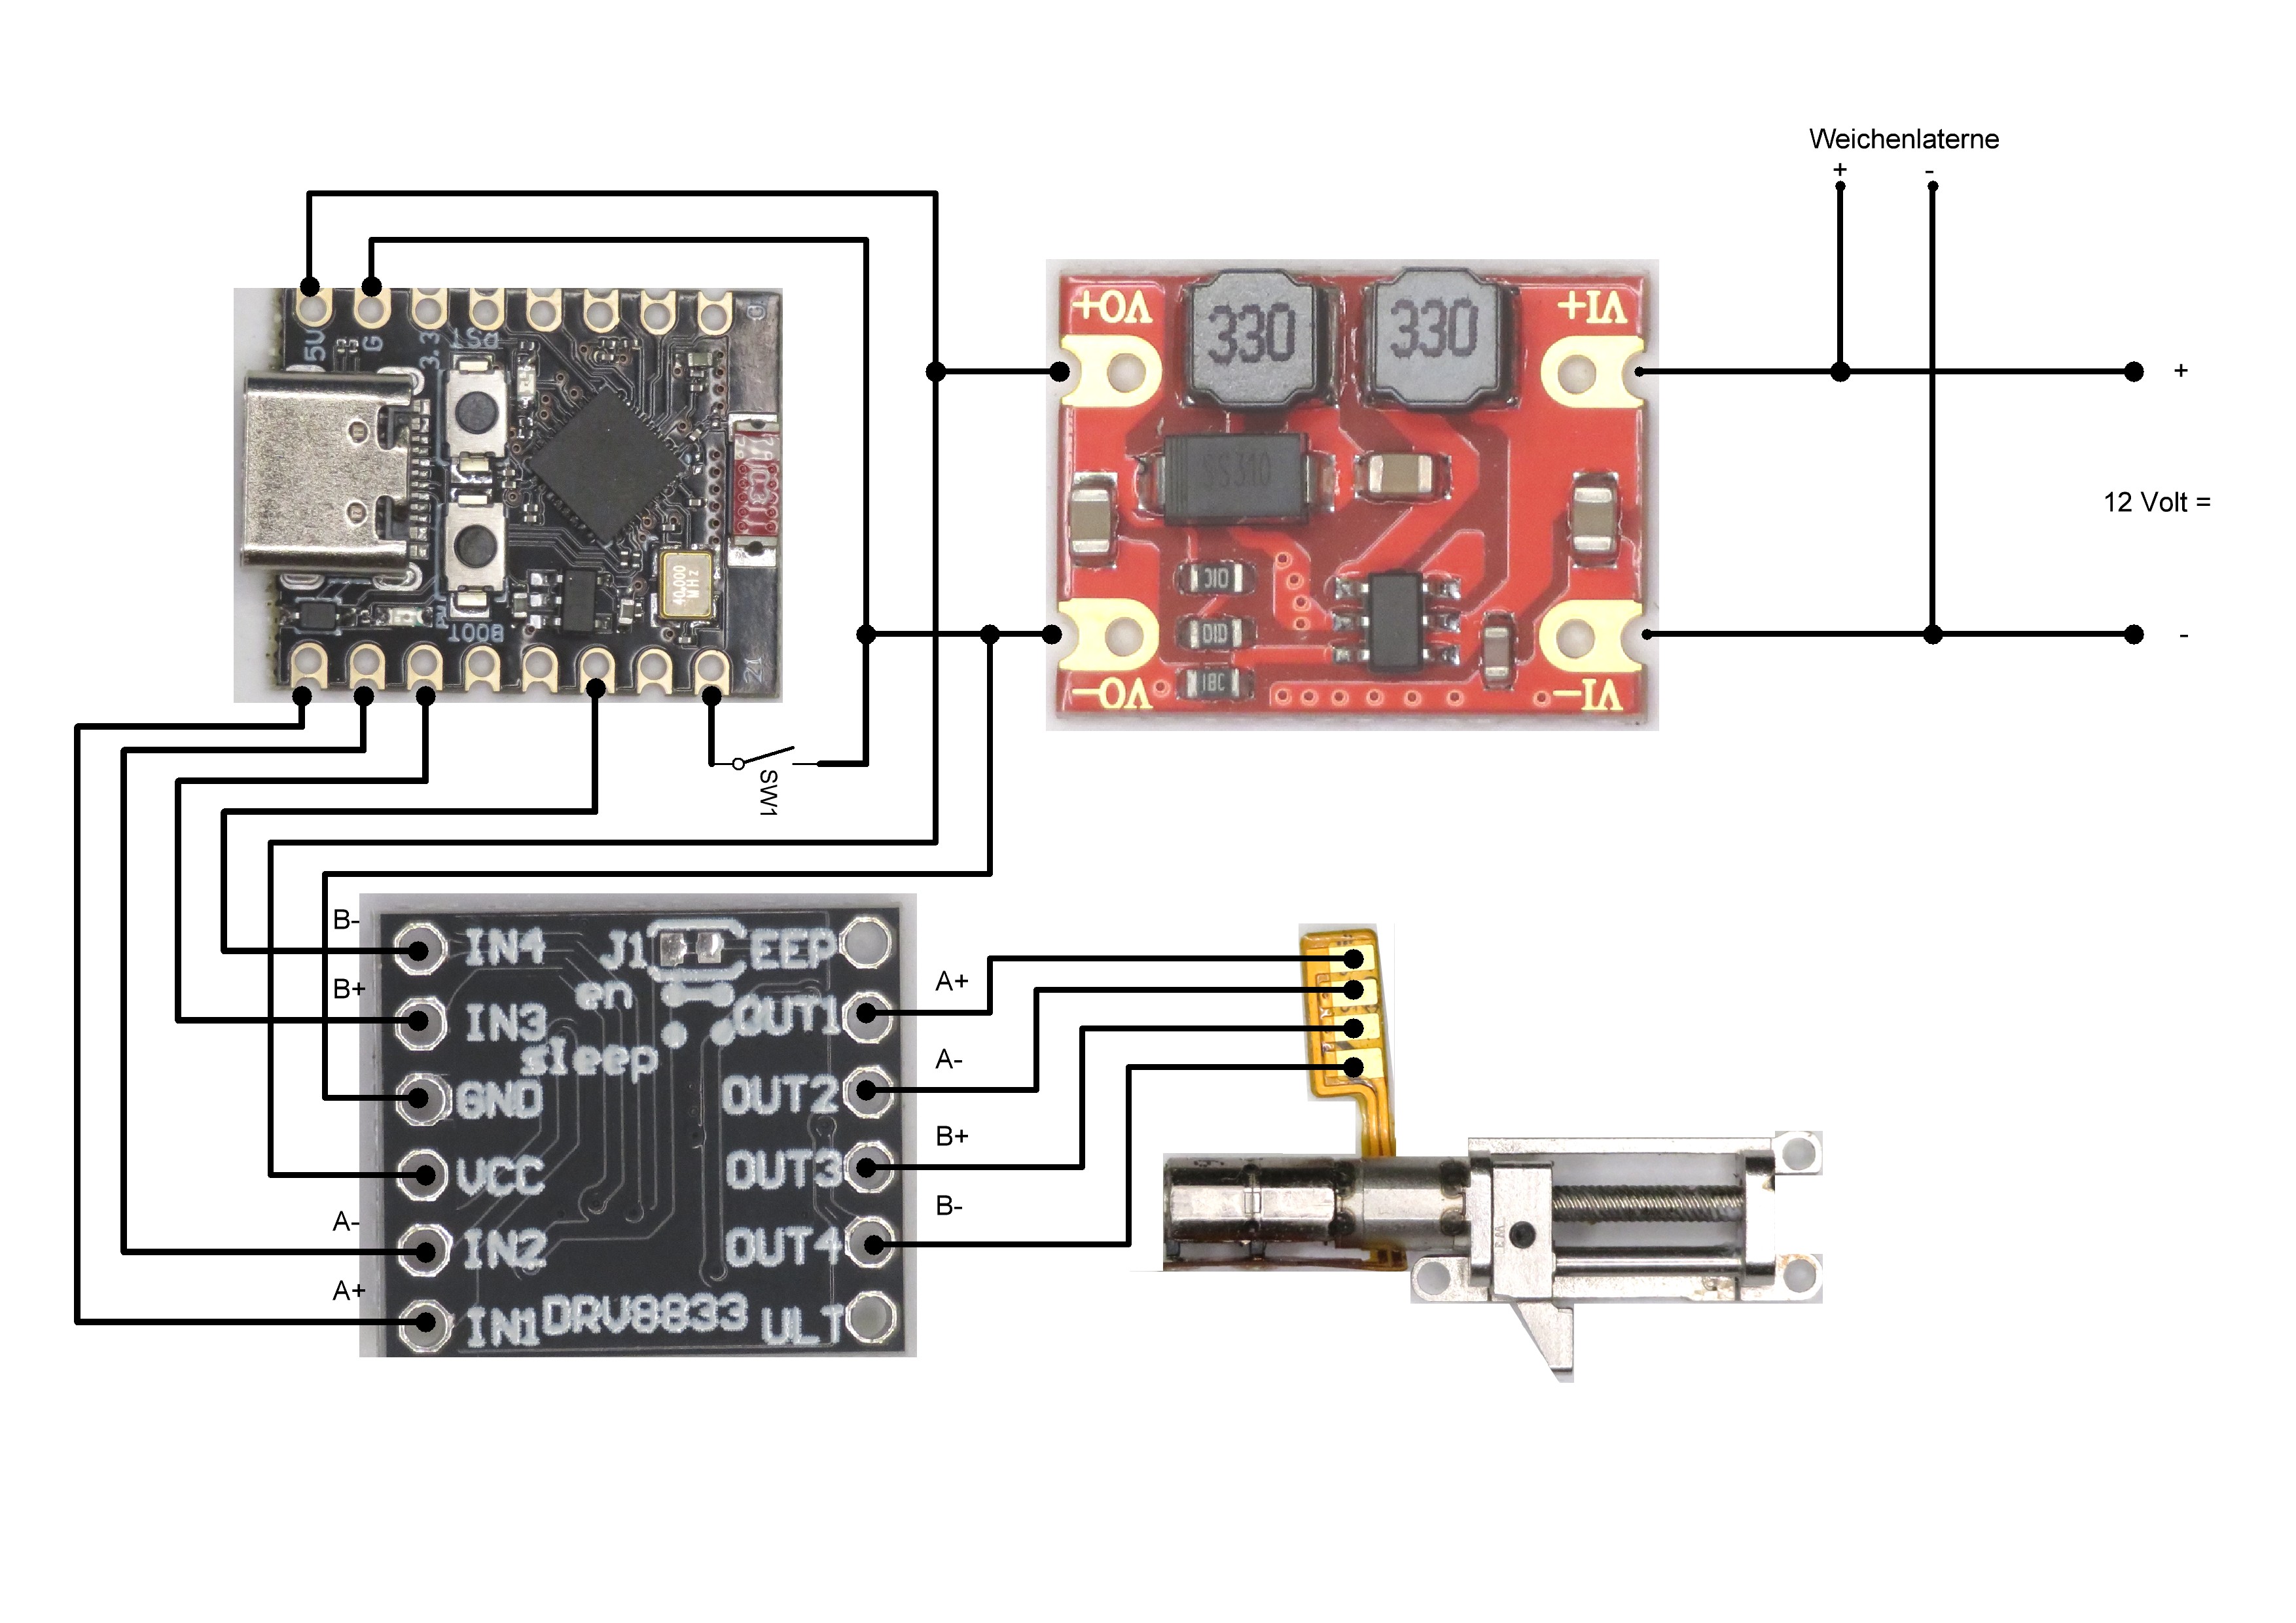 Weichenlaterne
+ -
5V G 3.3
RST
VO+ VI+
330 330
+
SS310
12 Volt =
40.000
MHz
BOOT
21
-
VO- VI-
SW1
B- IN4 J1 EEP
en
A+
B+ IN3 OUT1
sleep
A-
GND OUT2
B+
VCC OUT3
B-
A- IN2 OUT4
A+
IN1 DRV8833 ULT